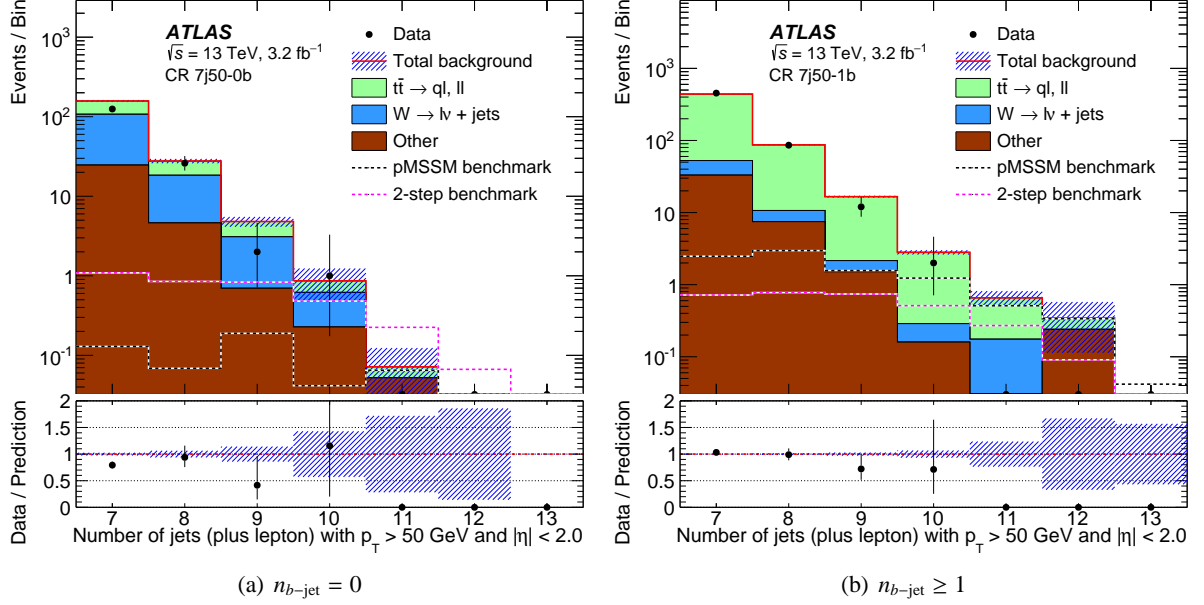 Events / Bin
10³
10²
10
1
10⁻¹
ATLAS
√s = 13 TeV, 3.2 fb⁻¹
CR 7j50-0b
Data
Total background
tt̄ → ql, ll
W → lν + jets
Other
pMSSM benchmark
2-step benchmark
Data / Prediction
2
1.5
1
0.5
0
7 8 9 10 11 12 13
Number of jets (plus lepton) with p_T > 50 GeV and |η| < 2.0
(a) n_{b-jet} = 0
Events / Bin
10³
10²
10
1
10⁻¹
ATLAS
√s = 13 TeV, 3.2 fb⁻¹
CR 7j50-1b
Data
Total background
tt̄ → ql, ll
W → lν + jets
Other
pMSSM benchmark
2-step benchmark
Data / Prediction
2
1.5
1
0.5
0
7 8 9 10 11 12 13
Number of jets (plus lepton) with p_T > 50 GeV and |η| < 2.0
(b) n_{b-jet} ≥ 1